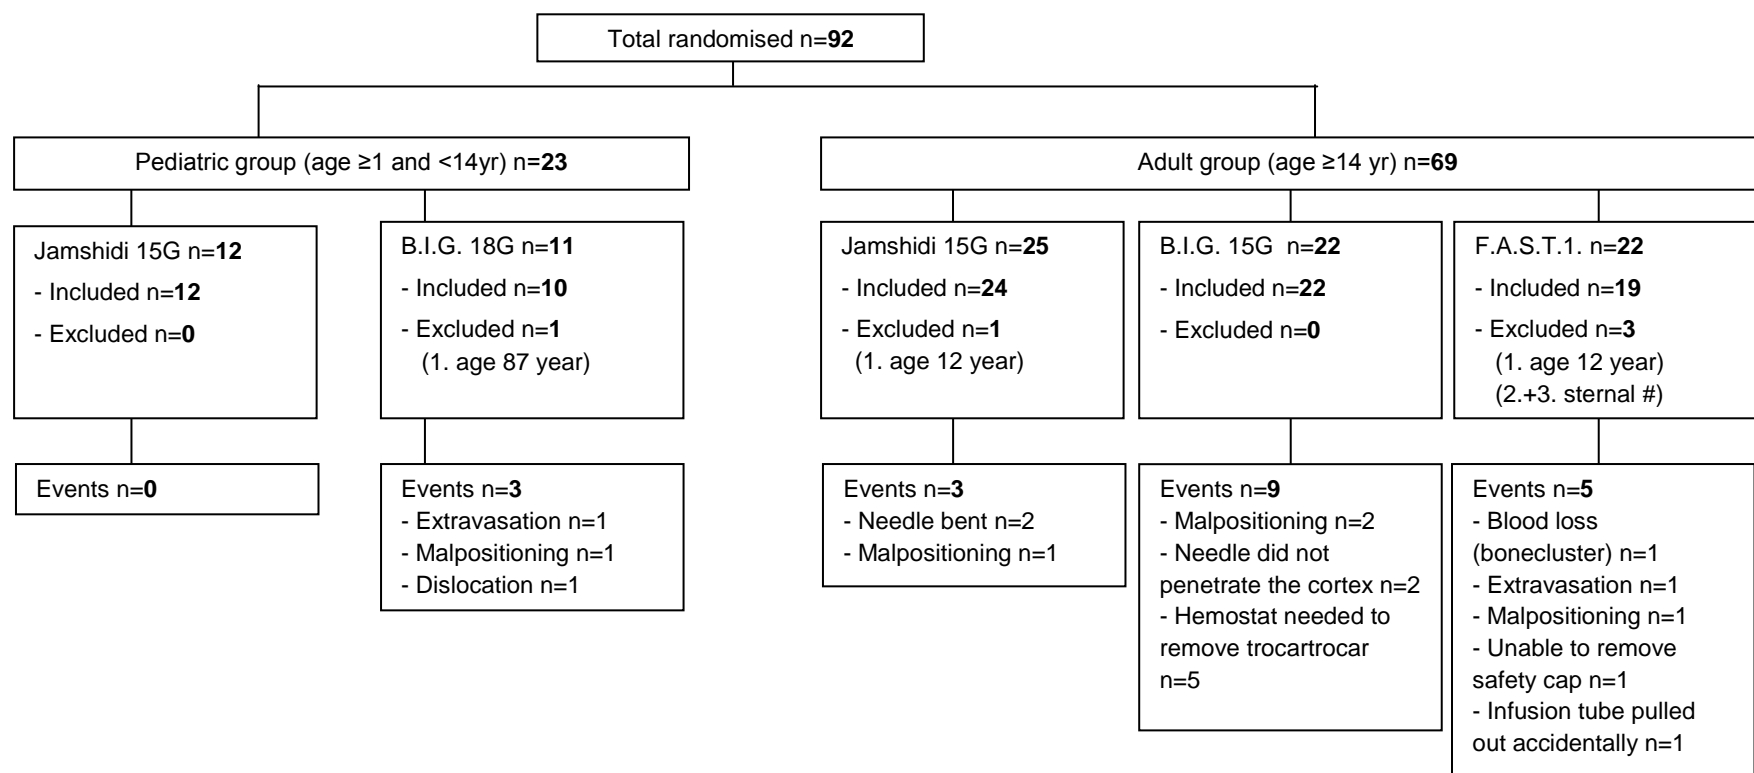 Total randomised n=92
Pediatric group (age ≥1 and <14yr) n=23
Adult group (age ≥14 yr) n=69
Jamshidi 15G n=12
- Included n=12
- Excluded n=0
B.I.G. 18G n=11
- Included n=10
- Excluded n=1
(1. age 87 year)
Jamshidi 15G n=25
- Included n=24
- Excluded n=1
(1. age 12 year)
B.I.G. 15G n=22
- Included n=22
- Excluded n=0
F.A.S.T.1. n=22
- Included n=19
- Excluded n=3
(1. age 12 year)
(2.+3. sternal #)
Events n=0
Events n=3
- Extravasation n=1
- Malpositioning n=1
- Dislocation n=1
Events n=3
- Needle bent n=2
- Malpositioning n=1
Events n=9
- Malpositioning n=2
- Needle did not
penetrate the cortex n=2
- Hemostat needed to
remove trocartrocar
n=5
Events n=5
- Blood loss
(bonecluster) n=1
- Extravasation n=1
- Malpositioning n=1
- Unable to remove
safety cap n=1
- Infusion tube pulled
out accidentally n=1